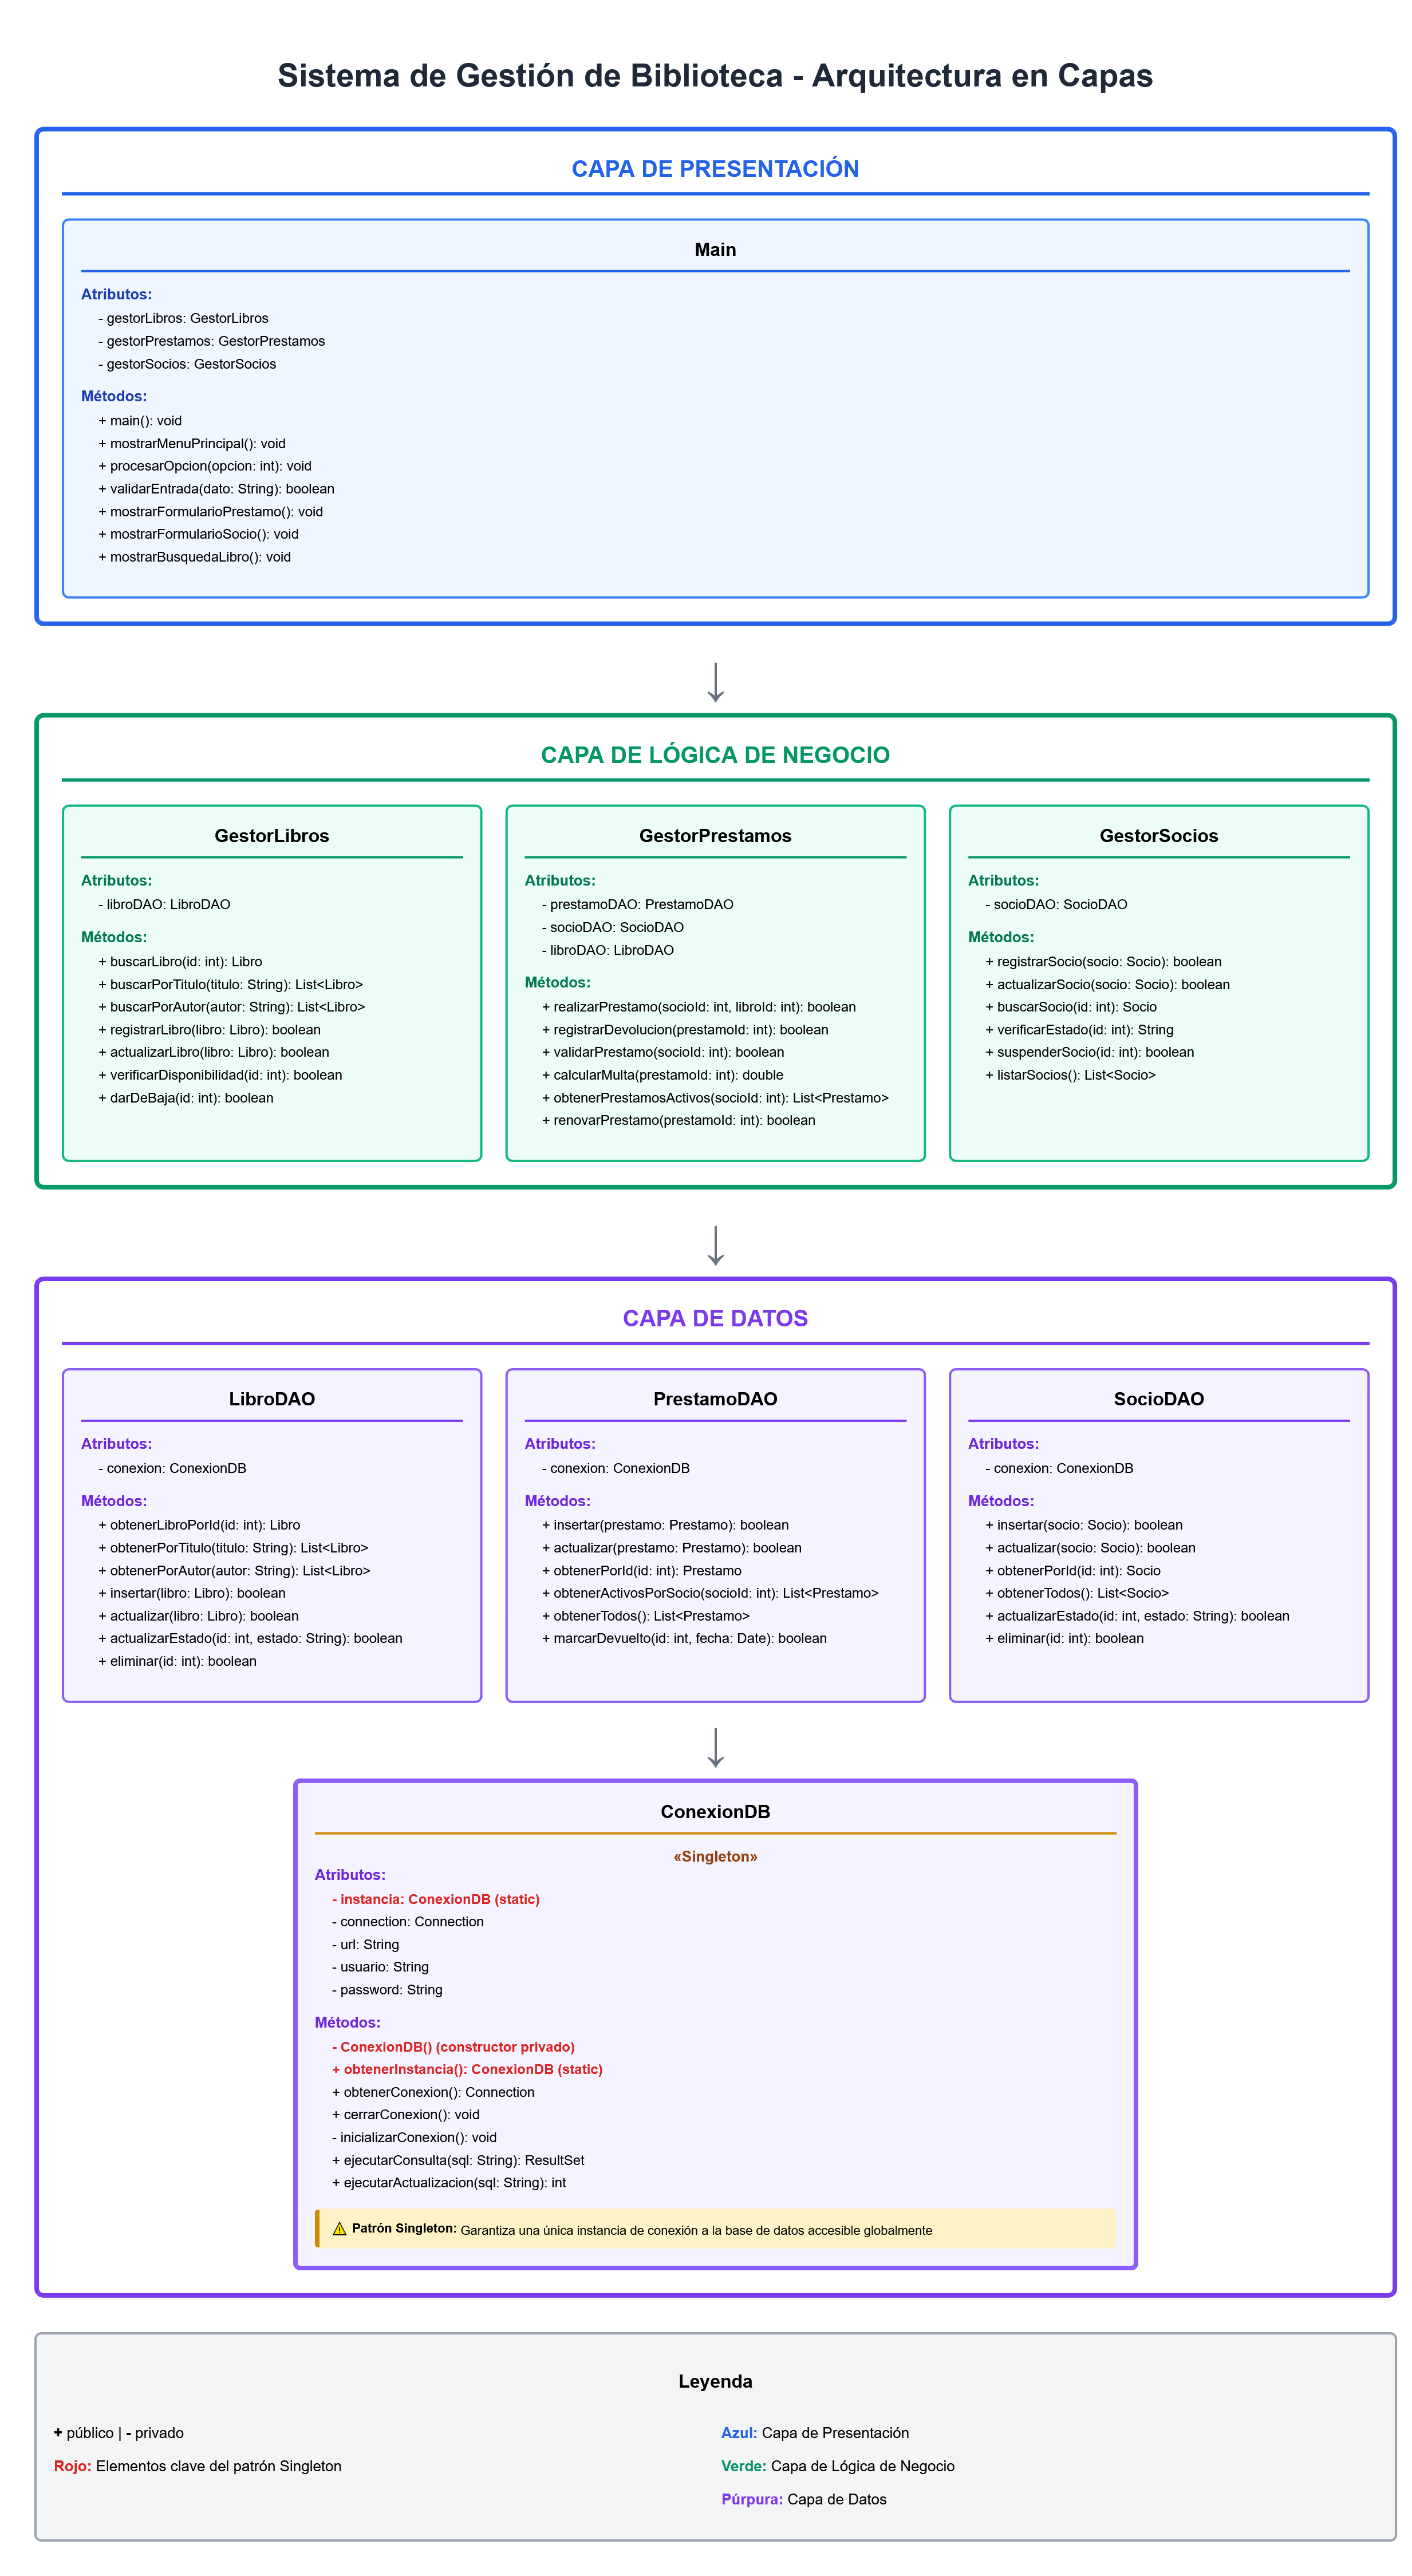 Sistema de Gestión de Biblioteca - Arquitectura en Capas
CAPA DE PRESENTACIÓN
Main
Atributos:
- gestorLibros: GestorLibros
- gestorPrestamos: GestorPrestamos
- gestorSocios: GestorSocios
Métodos:
+ main(): void
+ mostrarMenuPrincipal(): void
+ procesarOpcion(opcion: int): void
+ validarEntrada(dato: String): boolean
+ mostrarFormularioPrestamo(): void
+ mostrarFormularioSocio(): void
+ mostrarBusquedaLibro(): void
↓
CAPA DE LÓGICA DE NEGOCIO
GestorLibros
Atributos:
- libroDAO: LibroDAO
Métodos:
+ buscarLibro(id: int): Libro
+ buscarPorTitulo(titulo: String): List<Libro>
+ buscarPorAutor(autor: String): List<Libro>
+ registrarLibro(libro: Libro): boolean
+ actualizarLibro(libro: Libro): boolean
+ verificarDisponibilidad(id: int): boolean
+ darDeBaja(id: int): boolean
GestorPrestamos
Atributos:
- prestamoDAO: PrestamoDAO
- socioDAO: SocioDAO
- libroDAO: LibroDAO
Métodos:
+ realizarPrestamo(socioId: int, libroId: int): boolean
+ registrarDevolucion(prestamoId: int): boolean
+ validarPrestamo(socioId: int): boolean
+ calcularMulta(prestamoId: int): double
+ obtenerPrestamosActivos(socioId: int): List<Prestamo>
+ renovarPrestamo(prestamoId: int): boolean
GestorSocios
Atributos:
- socioDAO: SocioDAO
Métodos:
+ registrarSocio(socio: Socio): boolean
+ actualizarSocio(socio: Socio): boolean
+ buscarSocio(id: int): Socio
+ verificarEstado(id: int): String
+ suspenderSocio(id: int): boolean
+ listarSocios(): List<Socio>
↓
CAPA DE DATOS
LibroDAO
Atributos:
- conexion: ConexionDB
Métodos:
+ obtenerLibroPorId(id: int): Libro
+ obtenerPorTitulo(titulo: String): List<Libro>
+ obtenerPorAutor(autor: String): List<Libro>
+ insertar(libro: Libro): boolean
+ actualizar(libro: Libro): boolean
+ actualizarEstado(id: int, estado: String): boolean
+ eliminar(id: int): boolean
PrestamoDAO
Atributos:
- conexion: ConexionDB
Métodos:
+ insertar(prestamo: Prestamo): boolean
+ actualizar(prestamo: Prestamo): boolean
+ obtenerPorId(id: int): Prestamo
+ obtenerActivosPorSocio(socioId: int): List<Prestamo>
+ obtenerTodos(): List<Prestamo>
+ marcarDevuelto(id: int, fecha: Date): boolean
SocioDAO
Atributos:
- conexion: ConexionDB
Métodos:
+ insertar(socio: Socio): boolean
+ actualizar(socio: Socio): boolean
+ obtenerPorId(id: int): Socio
+ obtenerTodos(): List<Socio>
+ actualizarEstado(id: int, estado: String): boolean
+ eliminar(id: int): boolean
↓
ConexionDB
«Singleton»
Atributos:
- instancia: ConexionDB (static)
- connection: Connection
- url: String
- usuario: String
- password: String
Métodos:
- ConexionDB() (constructor privado)
+ obtenerInstancia(): ConexionDB (static)
+ obtenerConexion(): Connection
+ cerrarConexion(): void
- inicializarConexion(): void
+ ejecutarConsulta(sql: String): ResultSet
+ ejecutarActualizacion(sql: String): int
⚠ Patrón Singleton: Garantiza una única instancia de conexión a la base de datos accesible globalmente
Leyenda
+ público | - privado
Rojo: Elementos clave del patrón Singleton
Azul: Capa de Presentación
Verde: Capa de Lógica de Negocio
Púrpura: Capa de Datos